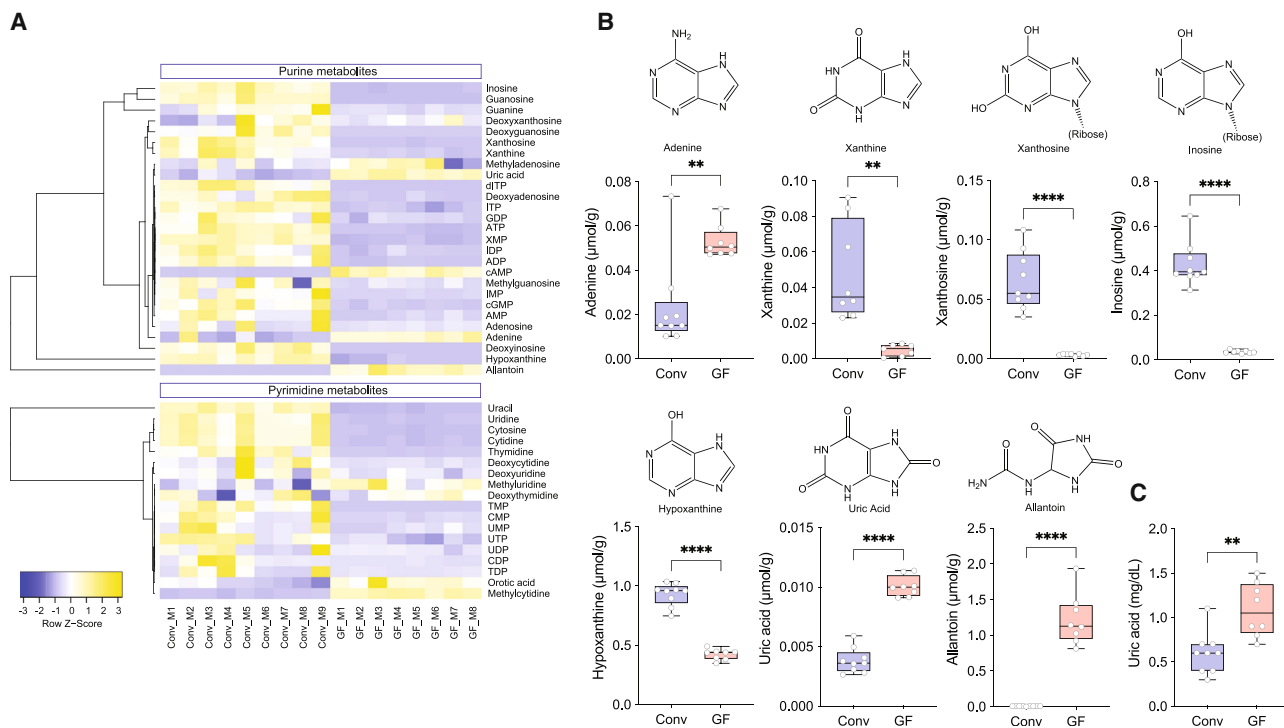 A
Purine metabolites
Inosine
Guanosine
Guanine
Deoxyxanthosine
Deoxyguanosine
Xanthosine
Xanthine
Methyladenosine
Uric acid
dITP
Deoxyadenosine
ITP
GDP
ATP
XMP
IDP
ADP
cAMP
Methylguanosine
IMP
cGMP
AMP
Adenosine
Adenine
Deoxyinosine
Hypoxanthine
Allantoin
Pyrimidine metabolites
Uracil
Uridine
Cytosine
Cytidine
Thymidine
Deoxycytidine
Deoxyuridine
Methyluridine
Deoxythymidine
TMP
CMP
UMP
UTP
UDP
CDP
TDP
Orotic acid
Methylcytidine
-3 -2 -1 0 1 2 3
Row Z-Score
Conv_M1
Conv_M2
Conv_M3
Conv_M4
Conv_M5
Conv_M6
Conv_M7
Conv_M8
Conv_M9
GF_M1
GF_M2
GF_M3
GF_M4
GF_M5
GF_M6
GF_M7
GF_M8
B
NH2
N
N
N
H
N
Adenine
**
Adenine (μmol/g)
0.08
0.06
0.04
0.02
0.00
Conv GF
O
HN
O
N
H
H
N
N
Xanthine
**
Xanthine (μmol/g)
0.10
0.08
0.06
0.04
0.02
0.00
Conv GF
OH
N
HO
N
N
N
(Ribose)
Xanthosine
****
Xanthosine (μmol/g)
0.15
0.10
0.05
0.00
Conv GF
OH
N
N
N
N
(Ribose)
Inosine
****
Inosine (μmol/g)
0.8
0.6
0.4
0.2
0.0
Conv GF
OH
N
N
H
N
N
Hypoxanthine
****
Hypoxanthine (μmol/g)
1.5
1.0
0.5
0.0
Conv GF
O
HN
O
N
H
H
N
O
N
H
Uric Acid
****
Uric acid (μmol/g)
0.015
0.010
0.005
0.000
Conv GF
O
H2N
N
H
O
NH
O
N
H
Allantoin
****
Allantoin (μmol/g)
2.5
2.0
1.5
1.0
0.5
0.0
Conv GF
C
**
Uric acid (mg/dL)
2.0
1.5
1.0
0.5
0.0
Conv GF